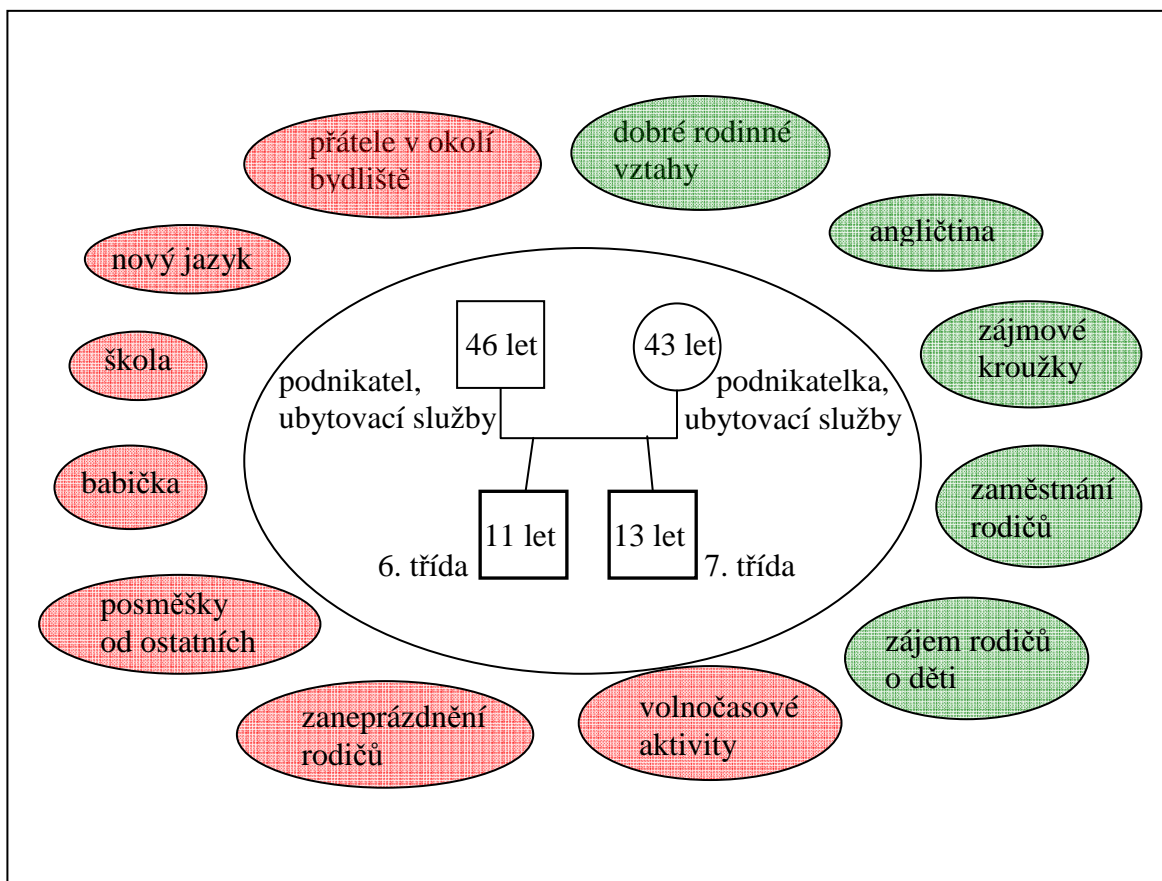 přátele v okolí
bydliště
dobré rodinné
vztahy
angličtina
nový jazyk
zájmové
kroužky
škola
46 let
43 let
podnikatel,
ubytovací služby
podnikatelka,
ubytovací služby
babička
zaměstnání
rodičů
11 let
13 let
6. třída
7. třída
posměšky
od ostatních
zájem rodičů
o děti
zaneprázdnění
rodičů
volnočasové
aktivity